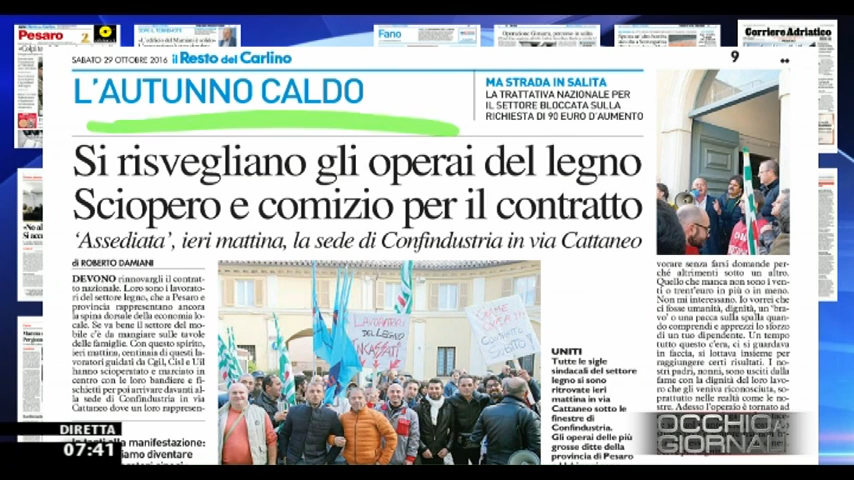 Pesaro
2
Fano
Corriere Adriatico
SABATO 29 OTTOBRE 2016 il Resto del Carlino
9
L'AUTUNNO CALDO
MA STRADA IN SALITA
LA TRATTATIVA NAZIONALE PER
IL SETTORE BLOCCATA SULLA
RICHIESTA DI 90 EURO D'AUMENTO
Si risvegliano gli operai del legno
Sciopero e comizio per il contratto
'Assediata', ieri mattina, la sede di Confindustria in via Cattaneo
di ROBERTO DAMIANI
DEVONO rinnovargli il contrat-
to nazionale. Loro sono i lavorato-
ri del settore legno, che a Pesaro e
provincia rappresentano ancora
la spina dorsale della economia lo-
cale. Se va bene il settore del mo-
bile c'è da mangiare sulle tavole
delle famiglie. Con questo spirito,
ieri mattina, centinaia di questi la-
voratori guidati da Cgil, Cisl e Uil
hanno scioperato e marciato in
centro con le loro bandiere e fi-
schietti per poi arrivare davanti al-
la sede di Confindustria in via
Cattaneo dove un loro rappresen-
LAVORATORI
DEL LEGNO
INCASSATI
CONTRATTO
SUBITO
UNITI
Tutte le sigle
sindacali del settore
legno si sono
ritrovate ieri
mattina in via
Cattaneo sotto le
finestre di
Confindustria.
Gli operai delle più
grosse ditte della
provincia di Pesaro
vorare senza farsi domande per-
ché altrimenti sotto un altro.
Quello che manca non sono i ven-
ti o trent'euro in più o in meno.
Non mi interessano. Io vorrei che
ci fosse umanità, dignità, un 'bra-
vo' o una pacca sulla spalla quan-
do comprendi e apprezzi lo sforzo
di un tuo dipendente. Un tempo
tutto questo c'era, ci si guardava
in faccia, si lottava insieme per
raggiungere certi risultati. I no-
stri padri, nonni, sono usciti dalla
fame con la dignità del loro lavo-
ro che gli veniva riconosciuta, so-
prattutto nelle realtà come le no-
stre. Adesso l'operaio è tornato ad
manifestazione:
diventare
DIRETTA
07:41
OCCHIO AI
GIORNALI